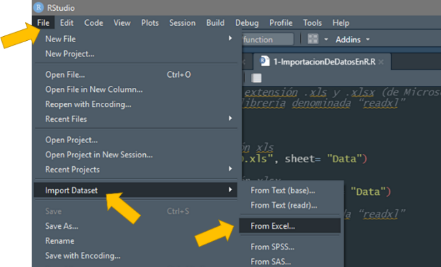 RStudio
File Edit Code View Plots Session Build Debug Profile Tools Help
New File
New Project...
Open File... Ctrl+O
Open File in New Column...
Reopen with Encoding...
Recent Files
Open Project...
Open Project in New Session...
Recent Projects
Import Dataset
Save Ctrl+S
Save As...
Rename
Save with Encoding...
From Text (base)...
From Text (readr)...
From Excel...
From SPSS...
From SAS...
function Addins
1-ImportacionDeDatosEnR.R
extensión .xls y .xlsx (de Micros
librería denominada "readxl"
xls
.xls", sheet= "Data")
"Data")
"readxl"